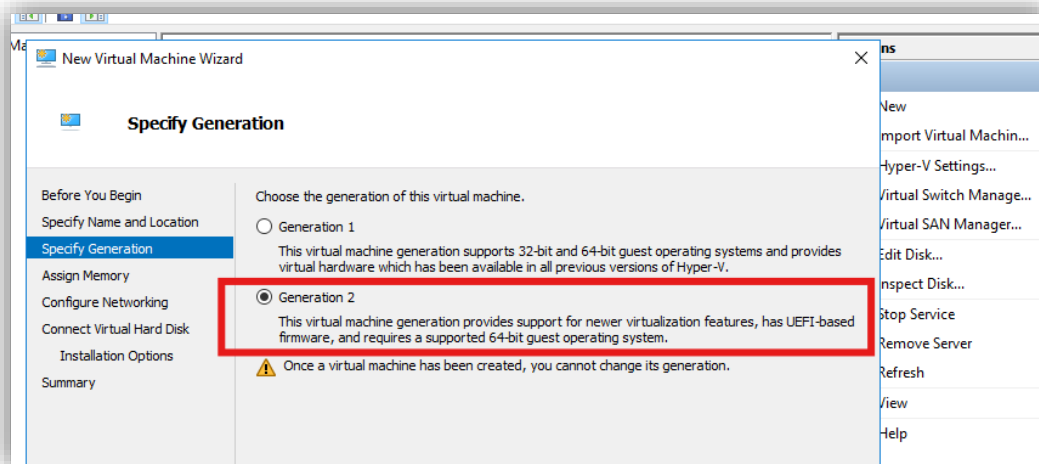 New Virtual Machine Wizard
Specify Generation
Before You Begin
Specify Name and Location
Specify Generation
Assign Memory
Configure Networking
Connect Virtual Hard Disk
Installation Options
Summary
Choose the generation of this virtual machine.
Generation 1
This virtual machine generation supports 32-bit and 64-bit guest operating systems and provides
virtual hardware which has been available in all previous versions of Hyper-V.
Generation 2
This virtual machine generation provides support for newer virtualization features, has UEFI-based
firmware, and requires a supported 64-bit guest operating system.
Once a virtual machine has been created, you cannot change its generation.
ns
New
mport Virtual Machin...
Hyper-V Settings...
Virtual Switch Manage...
Virtual SAN Manager...
Edit Disk...
nspect Disk...
Stop Service
Remove Server
Refresh
View
Help